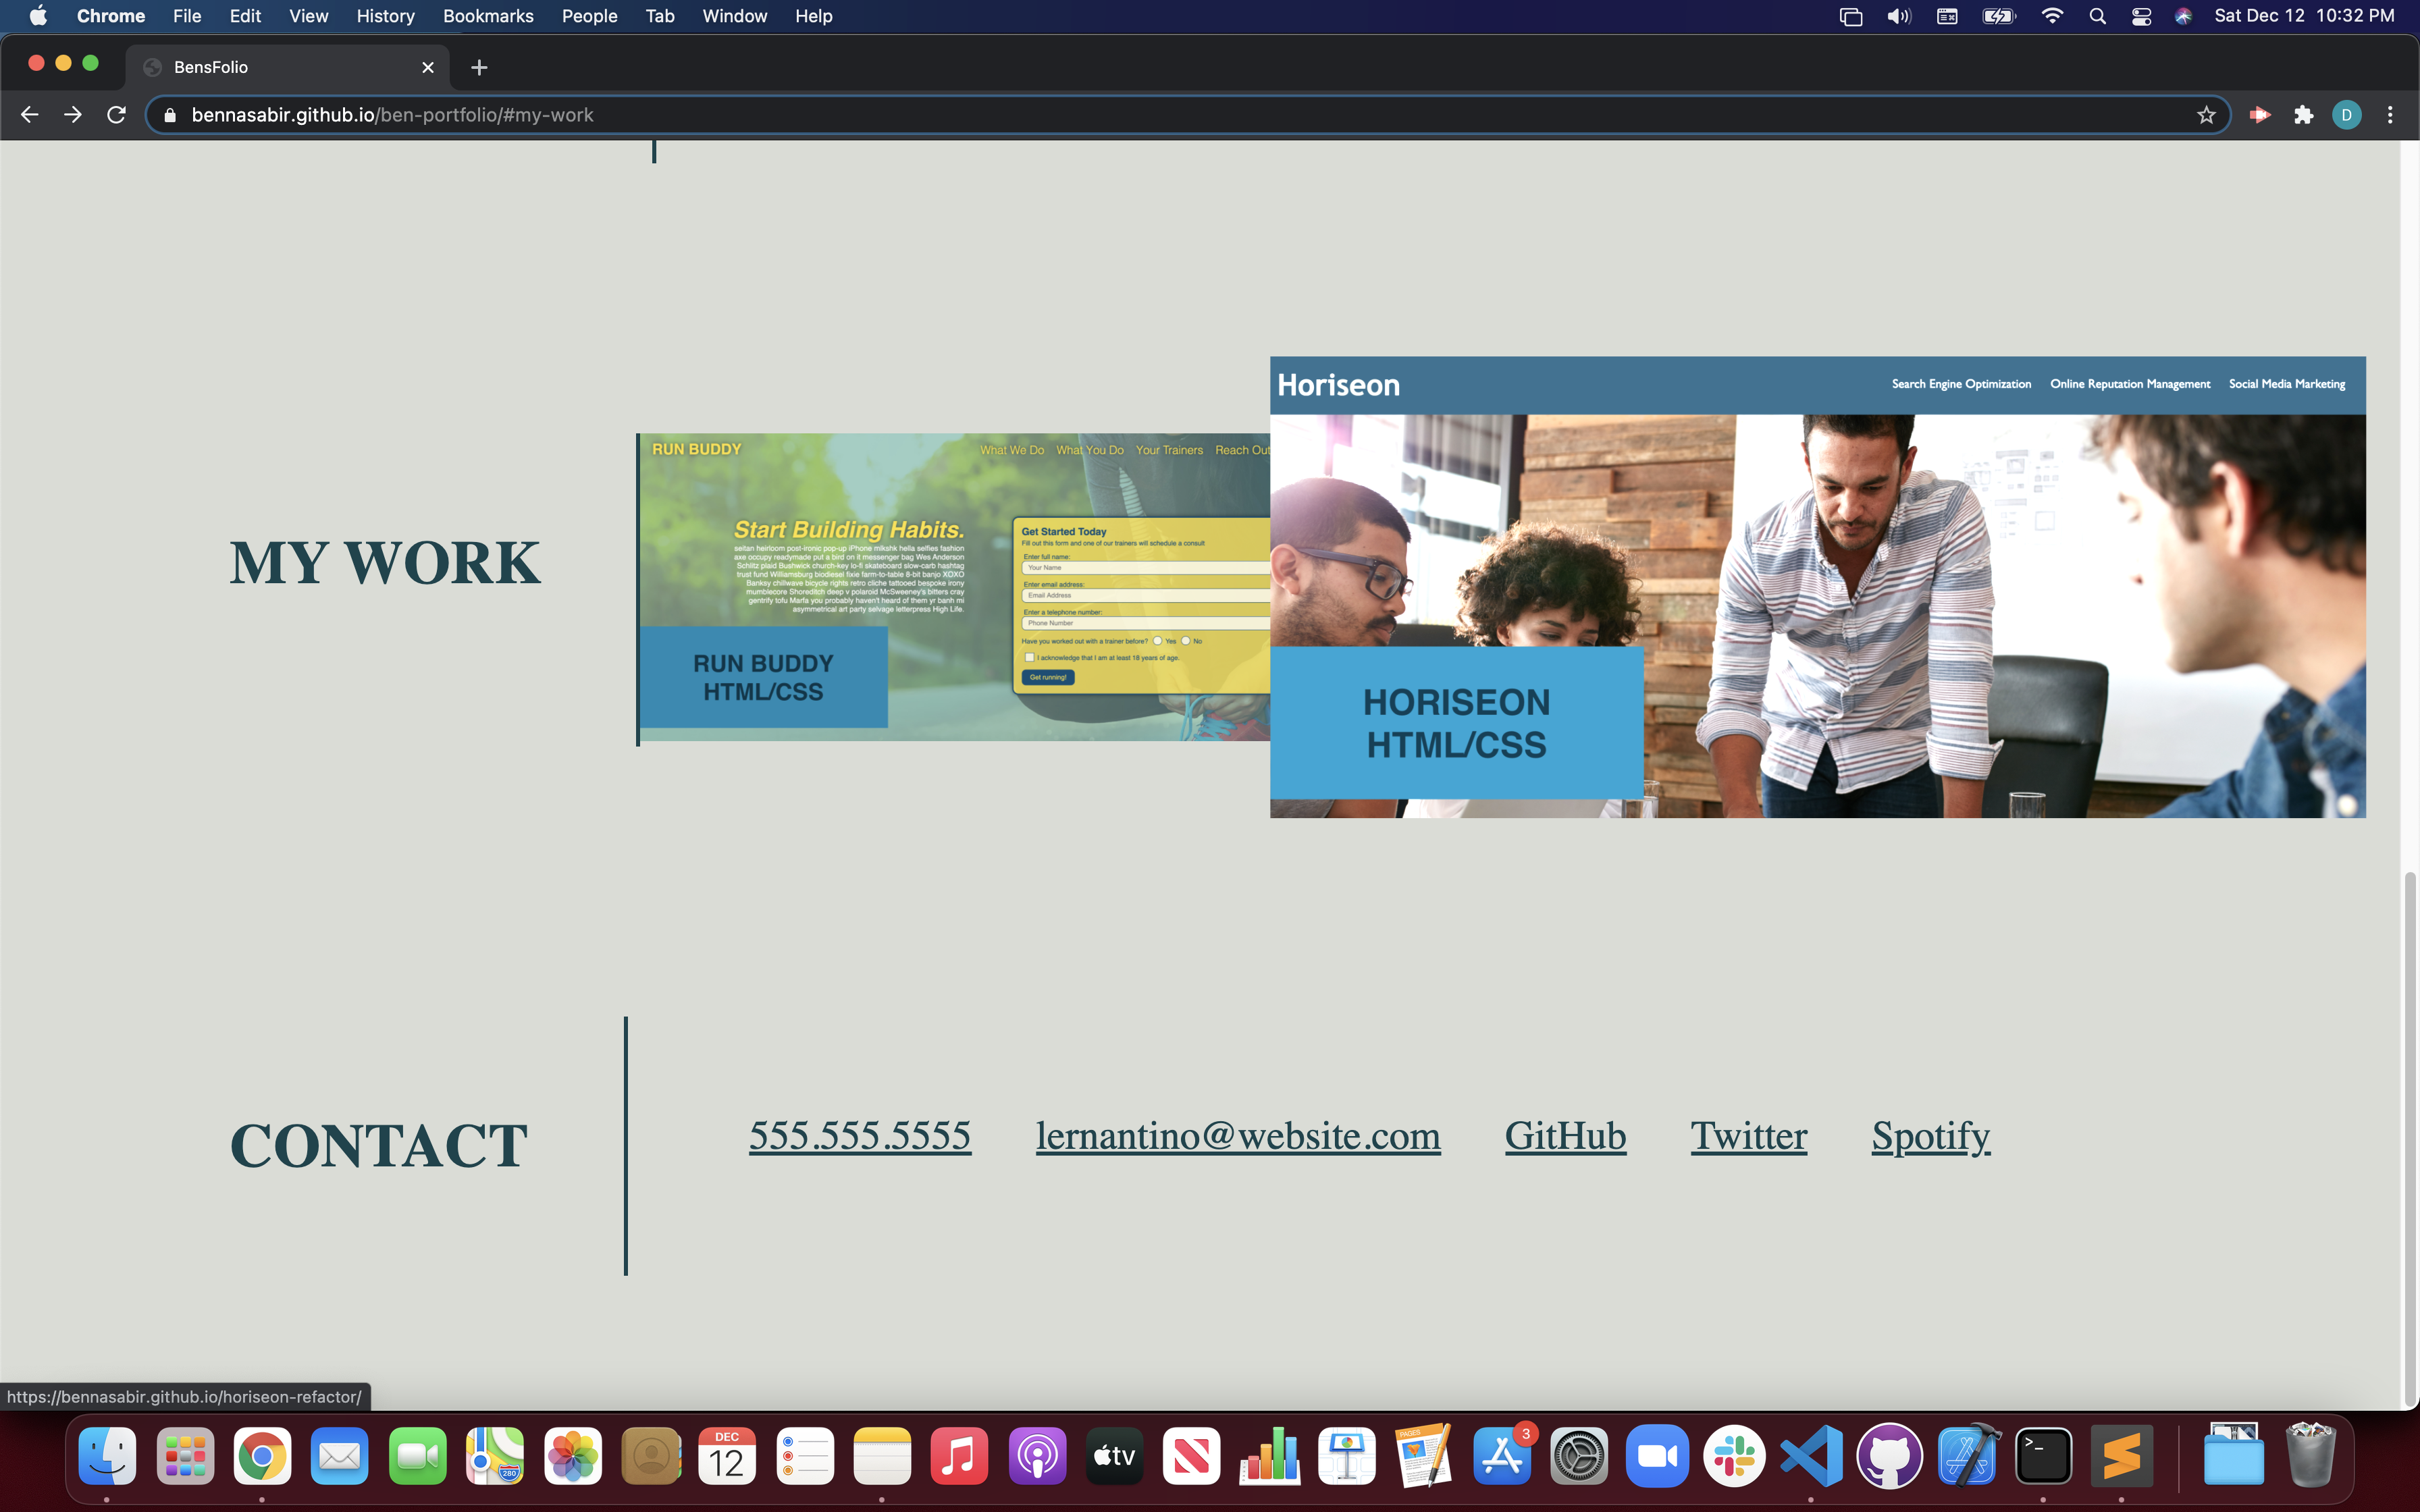 Chrome File Edit View History Bookmarks People Tab Window Help
Sat Dec 12 10:32 PM
BensFolio
bennasabir.github.io/ben-portfolio/#my-work
D
MY WORK
RUN BUDDY
What We Do What You Do Your Trainers Reach Out
Start Building Habits.
seitan heirloom post-ironic pop-up iPhone mlkshk hella selfies fashion
axe occupy readymade put a bird on it messenger bag Wes Anderson
Schlitz plaid Bushwick church-key lo-fi skateboard slow-carb hashtag
trust fund Williamsburg biodiesel fixie farm-to-table 8-bit banjo XOXO
Banksy chillwave bicycle rights retro cliche tattooed bespoke irony
mumblecore Shoreditch deep v polaroid McSweeney's bitters cray
gentrify tofu Marfa you probably haven't heard of them yr banh mi
asymmetrical art party selvage letterpress High Life.
Get Started Today
Fill out this form and one of our trainers will schedule a consult
Enter full name:
Your Name
Enter email address:
Email Address
Enter a telephone number:
Phone Number
Have you worked out with a trainer before? Yes No
I acknowledge that I am at least 18 years of age.
Get running!
RUN BUDDY
HTML/CSS
Horiseon
Search Engine Optimization Online Reputation Management Social Media Marketing
HORISEON
HTML/CSS
CONTACT
555.555.5555 lernantino@website.com GitHub Twitter Spotify
https://bennasabir.github.io/horiseon-refactor/
280
DEC
12
tv
PAGES
3
>_